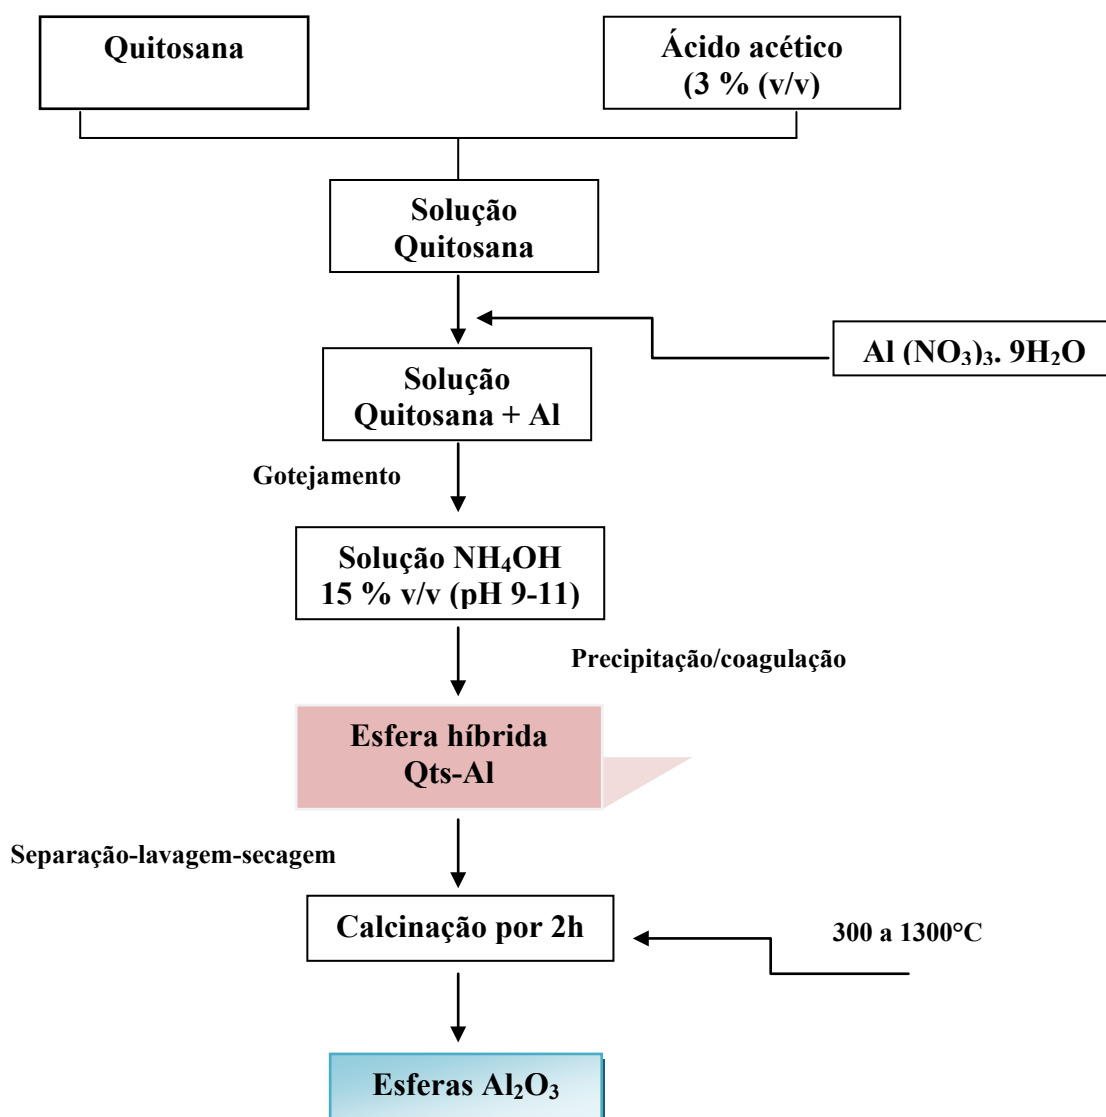 Quitosana
Ácido acético
(3 % (v/v)
Solução
Quitosana
Al (NO₃)₃. 9H₂O
Solução
Quitosana + Al
Gotejamento
Solução NH₄OH
15 % v/v (pH 9-11)
Precipitação/coagulação
Esfera híbrida
Qts-Al
Separação-lavagem-secagem
Calcinação por 2h
300 a 1300°C
Esferas Al₂O₃